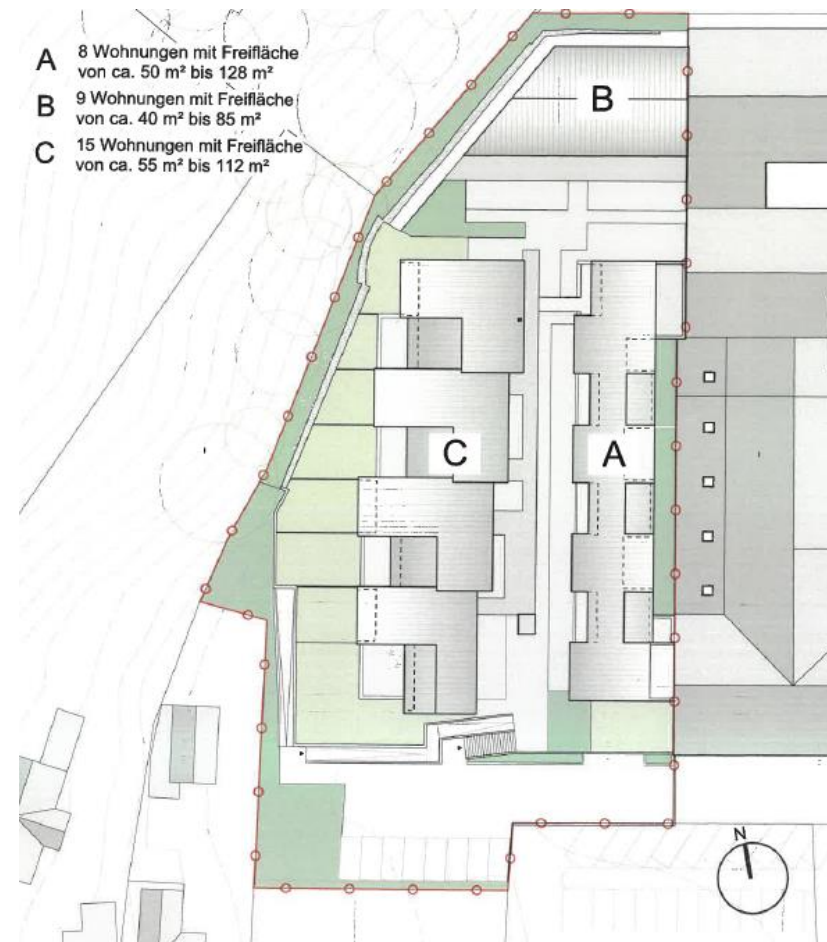 A
8 Wohnungen mit Freifläche
von ca. 50 m² bis 128 m²
B
9 Wohnungen mit Freifläche
von ca. 40 m² bis 85 m²
C
15 Wohnungen mit Freifläche
von ca. 55 m² bis 112 m²
B
C
A
N